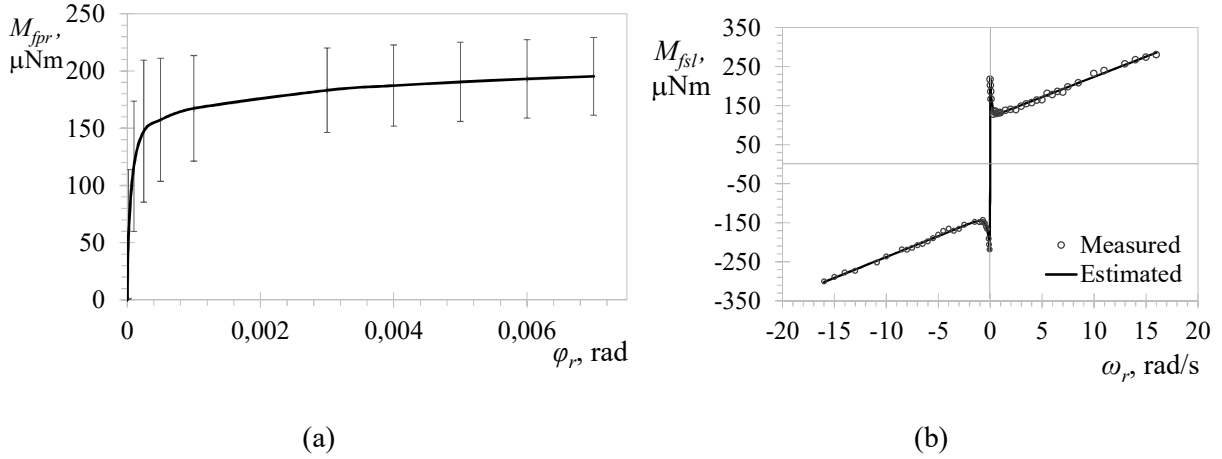 M_fpr,
μNm
250
200
150
100
50
0
0 0,002 0,004 0,006
φ_r, rad
(a)
M_fsl,
μNm
350
250
150
50
-50
-150
-250
-350
-20 -15 -10 -5 0 5 10 15 20
Measured
Estimated
ω_r, rad/s
(b)